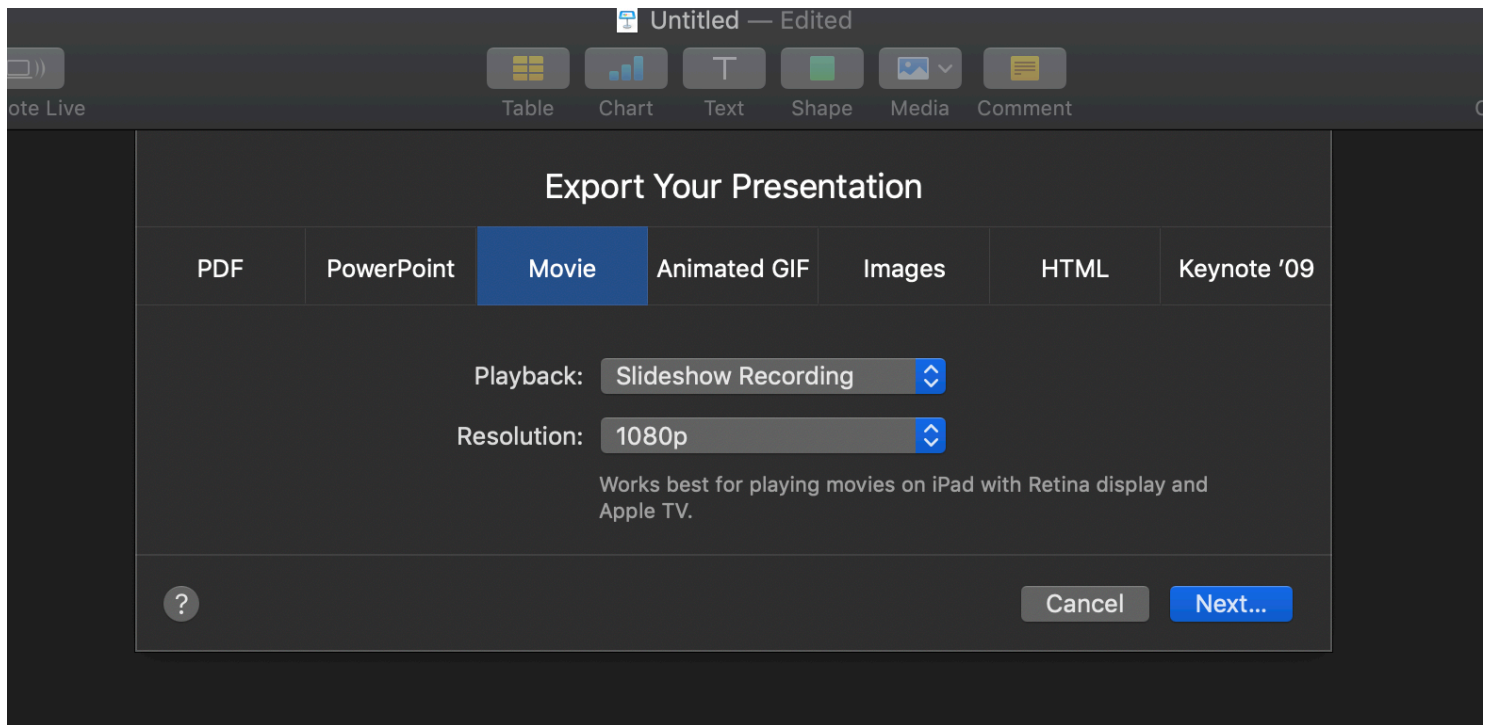 Untitled — Edited
ote Live
Table Chart Text Shape Media Comment
Export Your Presentation
PDF PowerPoint Movie Animated GIF Images HTML Keynote ’09
Playback: Slideshow Recording
Resolution: 1080p
Works best for playing movies on iPad with Retina display and
Apple TV.
? Cancel Next...